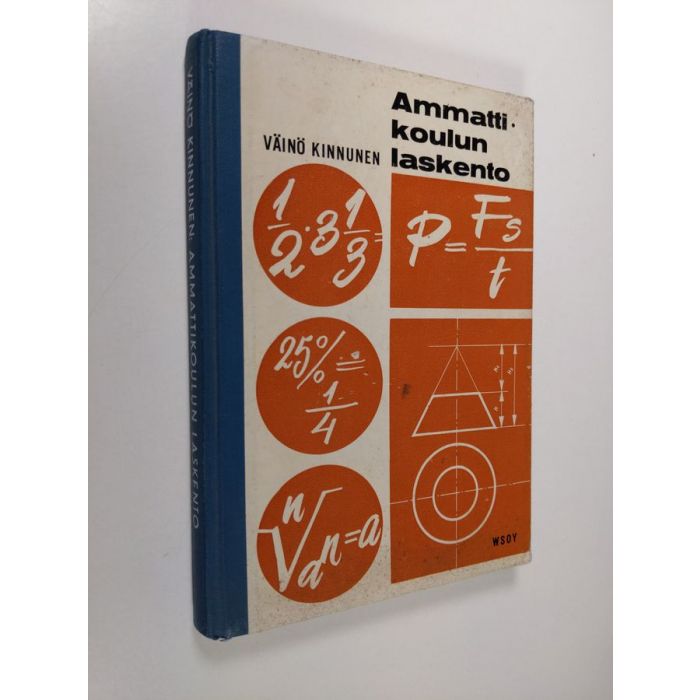 VÄINÖ KINNUNEN: AMMATTIKOULUN LASKENTO
Ammatti-
koulun
laskento
VÄINÖ KINNUNEN
1/2 · 3 1/3 =
P = Fs/t
25% =
1/4
ⁿ√aⁿ = a
WSOY